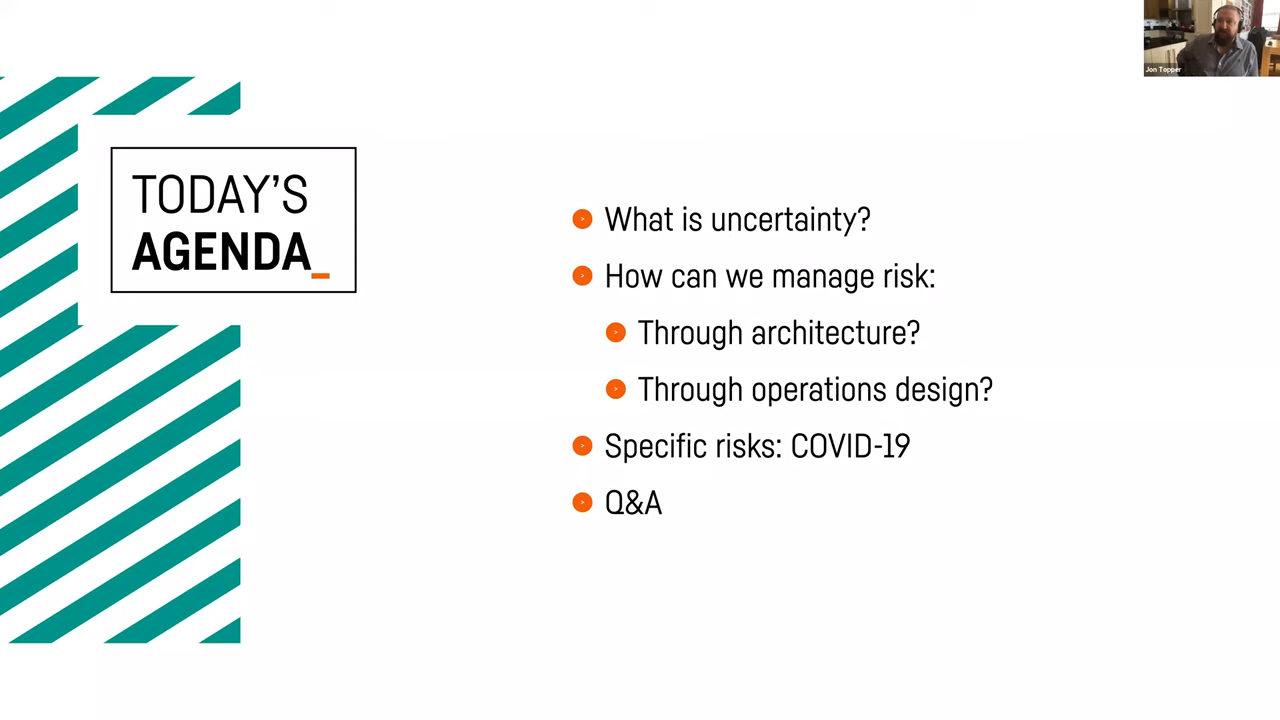 Jon Topper
TODAY'S
AGENDA_
What is uncertainty?
How can we manage risk:
Through architecture?
Through operations design?
Specific risks: COVID-19
Q&A